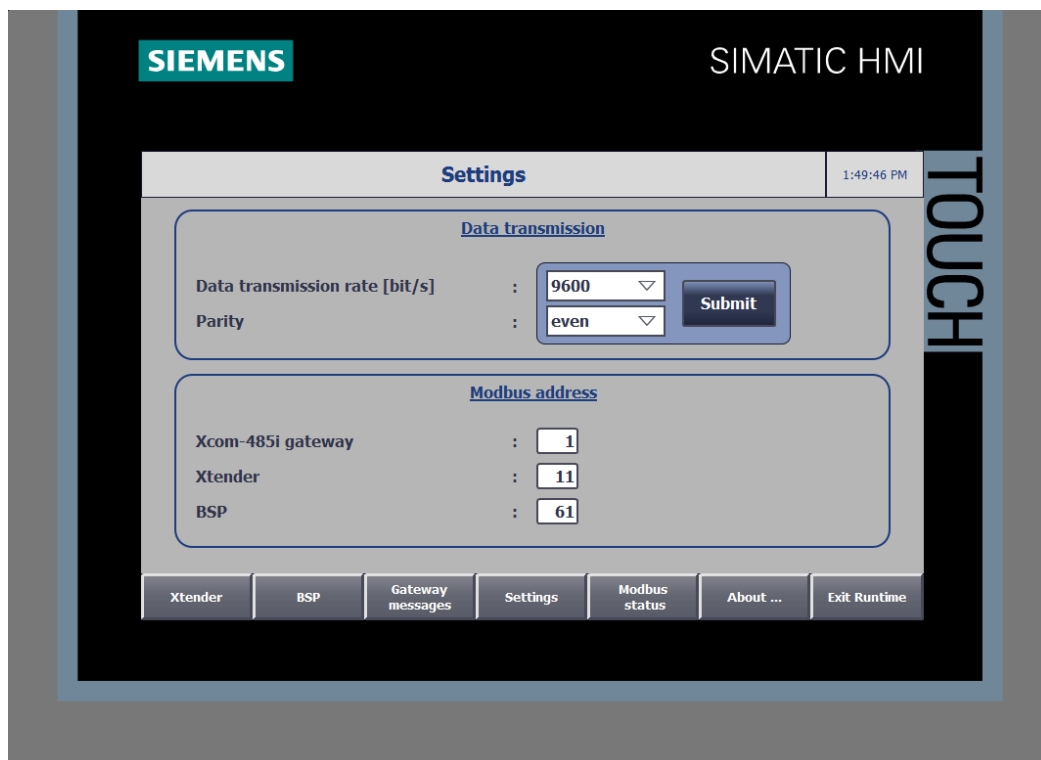 SIEMENS
SIMATIC HMI
TOUCH
Settings
1:49:46 PM
Data transmission
Data transmission rate [bit/s] : 9600
Submit
Parity : even
Modbus address
Xcom-485i gateway : 1
Xtender : 11
BSP : 61
Xtender
BSP
Gateway
messages
Settings
Modbus
status
About ...
Exit Runtime